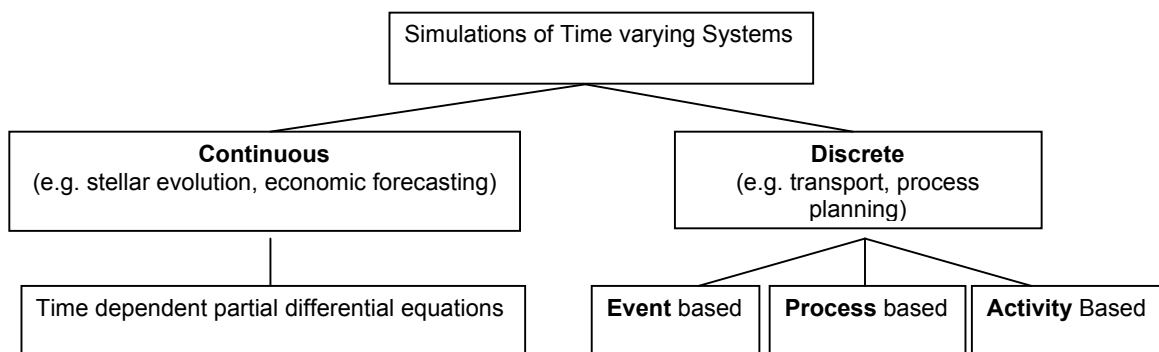 Simulations of Time varying Systems
Continuous
(e.g. stellar evolution, economic forecasting)
Discrete
(e.g. transport, process
planning)
Time dependent partial differential equations
Event based
Process based
Activity Based